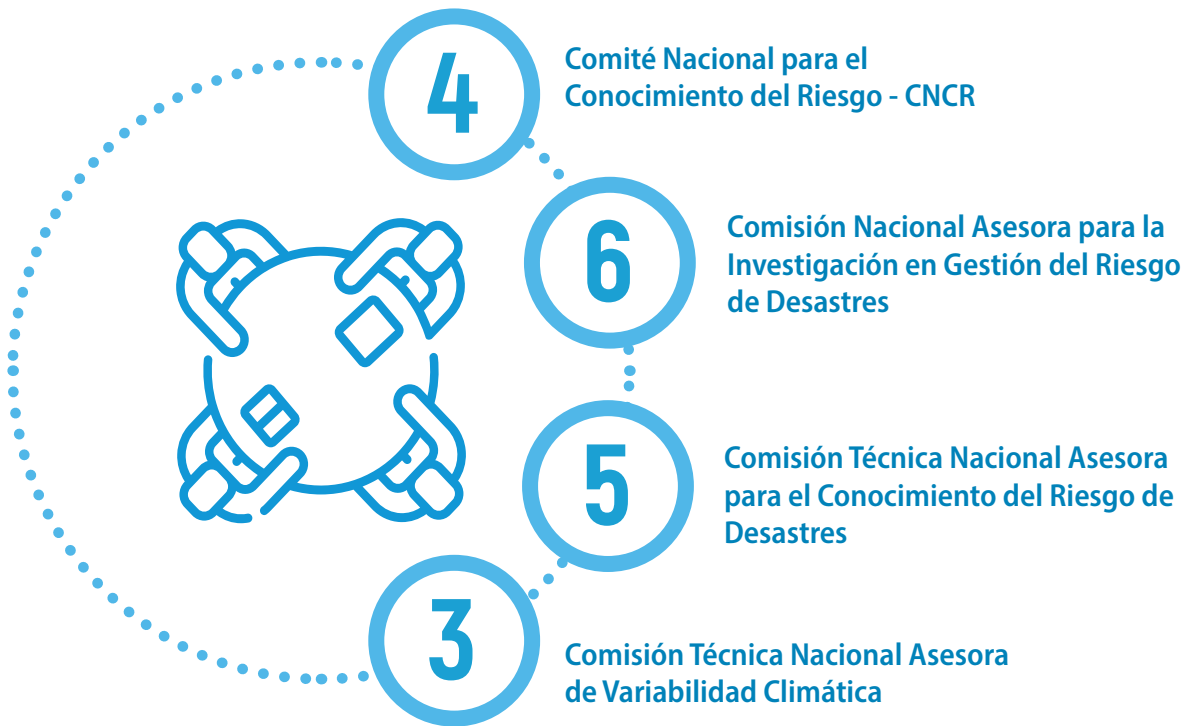 4
Comité Nacional para el
Conocimiento del Riesgo - CNCR
6
Comisión Nacional Asesora para la
Investigación en Gestión del Riesgo
de Desastres
5
Comisión Técnica Nacional Asesora
para el Conocimiento del Riesgo de
Desastres
3
Comisión Técnica Nacional Asesora
de Variabilidad Climática